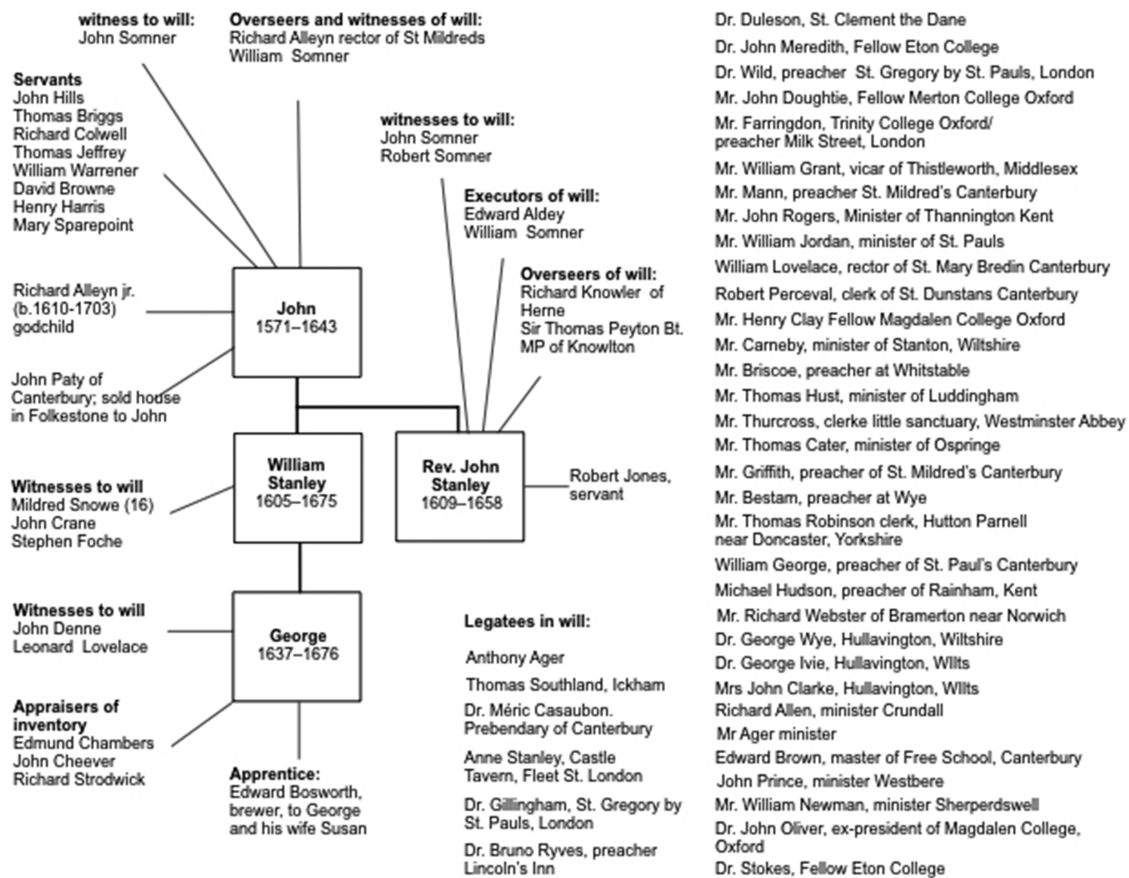 witness to will:
John Somner
Overseers and witnesses of will:
Richard Alleyn rector of St Mildreds
William Somner
Servants
John Hills
Thomas Briggs
Richard Colwell
Thomas Jeffrey
William Warrener
David Browne
Henry Harris
Mary Sparepoint
witnesses to will:
John Somner
Robert Somner
Executors of will:
Edward Aldey
William Somner
Overseers of will:
Richard Knowler of
Herne
Sir Thomas Peyton Bt.
MP of Knowlton
Richard Alleyn jr.
(b.1610-1703)
godchild
John
1571–1643
John Paty of
Canterbury; sold house
in Folkestone to John
William
Stanley
1605–1675
Rev. John
Stanley
1609–1658
Robert Jones,
servant
Witnesses to will
Mildred Snowe (16)
John Crane
Stephen Foche
Witnesses to will
John Denne
Leonard Lovelace
George
1637–1676
Appraisers of
inventory
Edmund Chambers
John Cheever
Richard Strodwick
Apprentice:
Edward Bosworth,
brewer, to George
and his wife Susan
Legatees in will:
Anthony Ager
Thomas Southland, Ickham
Dr. Méric Casaubon.
Prebendary of Canterbury
Anne Stanley, Castle
Tavern, Fleet St. London
Dr. Gillingham, St. Gregory by
St. Pauls, London
Dr. Bruno Ryves, preacher
Lincoln's Inn
Dr. Duleson, St. Clement the Dane
Dr. John Meredith, Fellow Eton College
Dr. Wild, preacher St. Gregory by St. Pauls, London
Mr. John Doughtie, Fellow Merton College Oxford
Mr. Farringdon, Trinity College Oxford/
preacher Milk Street, London
Mr. William Grant, vicar of Thistleworth, Middlesex
Mr. Mann, preacher St. Mildred's Canterbury
Mr. John Rogers, Minister of Thannington Kent
Mr. William Jordan, minister of St. Pauls
William Lovelace, rector of St. Mary Bredin Canterbury
Robert Perceval, clerk of St. Dunstans Canterbury
Mr. Henry Clay Fellow Magdalen College Oxford
Mr. Carneby, minister of Stanton, Wiltshire
Mr. Briscoe, preacher at Whitstable
Mr. Thomas Hust, minister of Luddingham
Mr. Thurcross, clerke little sanctuary, Westminster Abbey
Mr. Thomas Cater, minister of Ospringe
Mr. Griffith, preacher of St. Mildred's Canterbury
Mr. Bestam, preacher at Wye
Mr. Thomas Robinson clerk, Hutton Parnell
near Doncaster, Yorkshire
William George, preacher of St. Paul's Canterbury
Michael Hudson, preacher of Rainham, Kent
Mr. Richard Webster of Bramerton near Norwich
Dr. George Wye, Hullavington, Wiltshire
Dr. George Ivie, Hullavington, WIlts
Mrs John Clarke, Hullavington, WIlts
Richard Allen, minister Crundall
Mr Ager minister
Edward Brown, master of Free School, Canterbury
John Prince, minister Westbere
Mr. William Newman, minister Sherperdswell
Dr. John Oliver, ex-president of Magdalen College,
Oxford
Dr. Stokes, Fellow Eton College